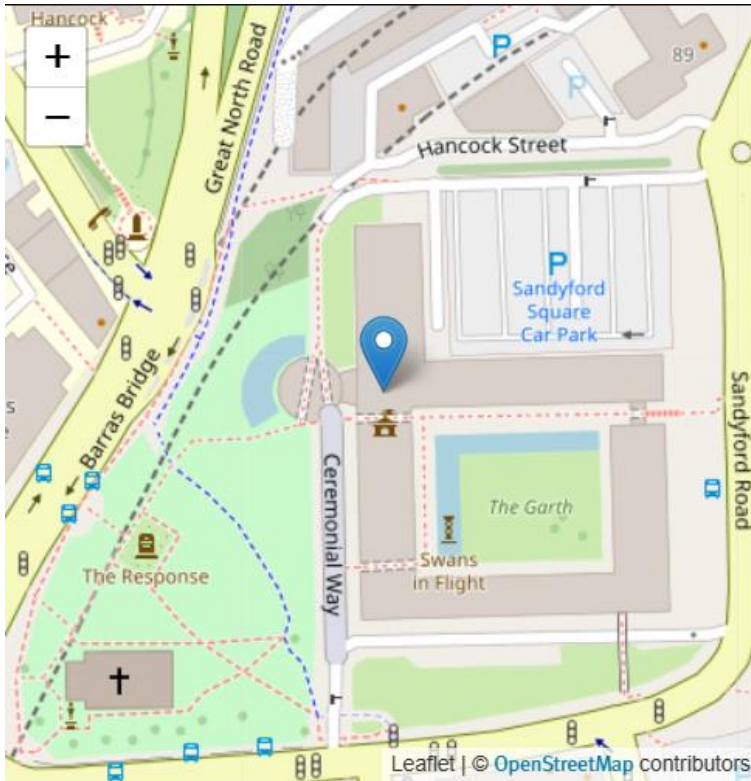 Hancock
+
−
Great North Road
P
P
89
Hancock Street
P
Sandyford
Square
Car Park
Barras Bridge
Ceremonial Way
Sandyford Road
The Garth
Swans
in Flight
The Response
Leaflet | © OpenStreetMap contributors